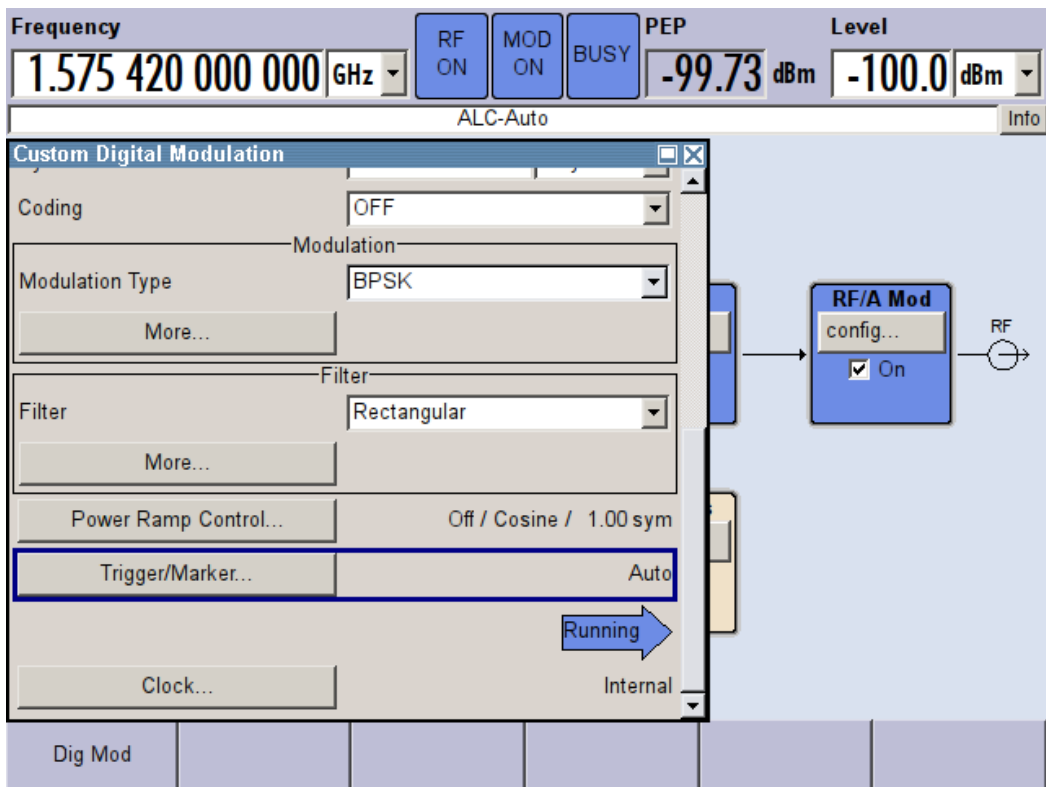 Frequency
PEP
Level
1.575 420 000 000 GHz
RF ON
MOD ON
BUSY
-99.73 dBm
-100.0 dBm
ALC-Auto
Info
Custom Digital Modulation
Coding
OFF
Modulation
Modulation Type
BPSK
More...
Filter
Filter
Rectangular
More...
Power Ramp Control...
Off / Cosine / 1.00 sym
Trigger/Marker...
Auto
Running
Clock...
Internal
RF/A Mod
config...
On
RF
Dig Mod